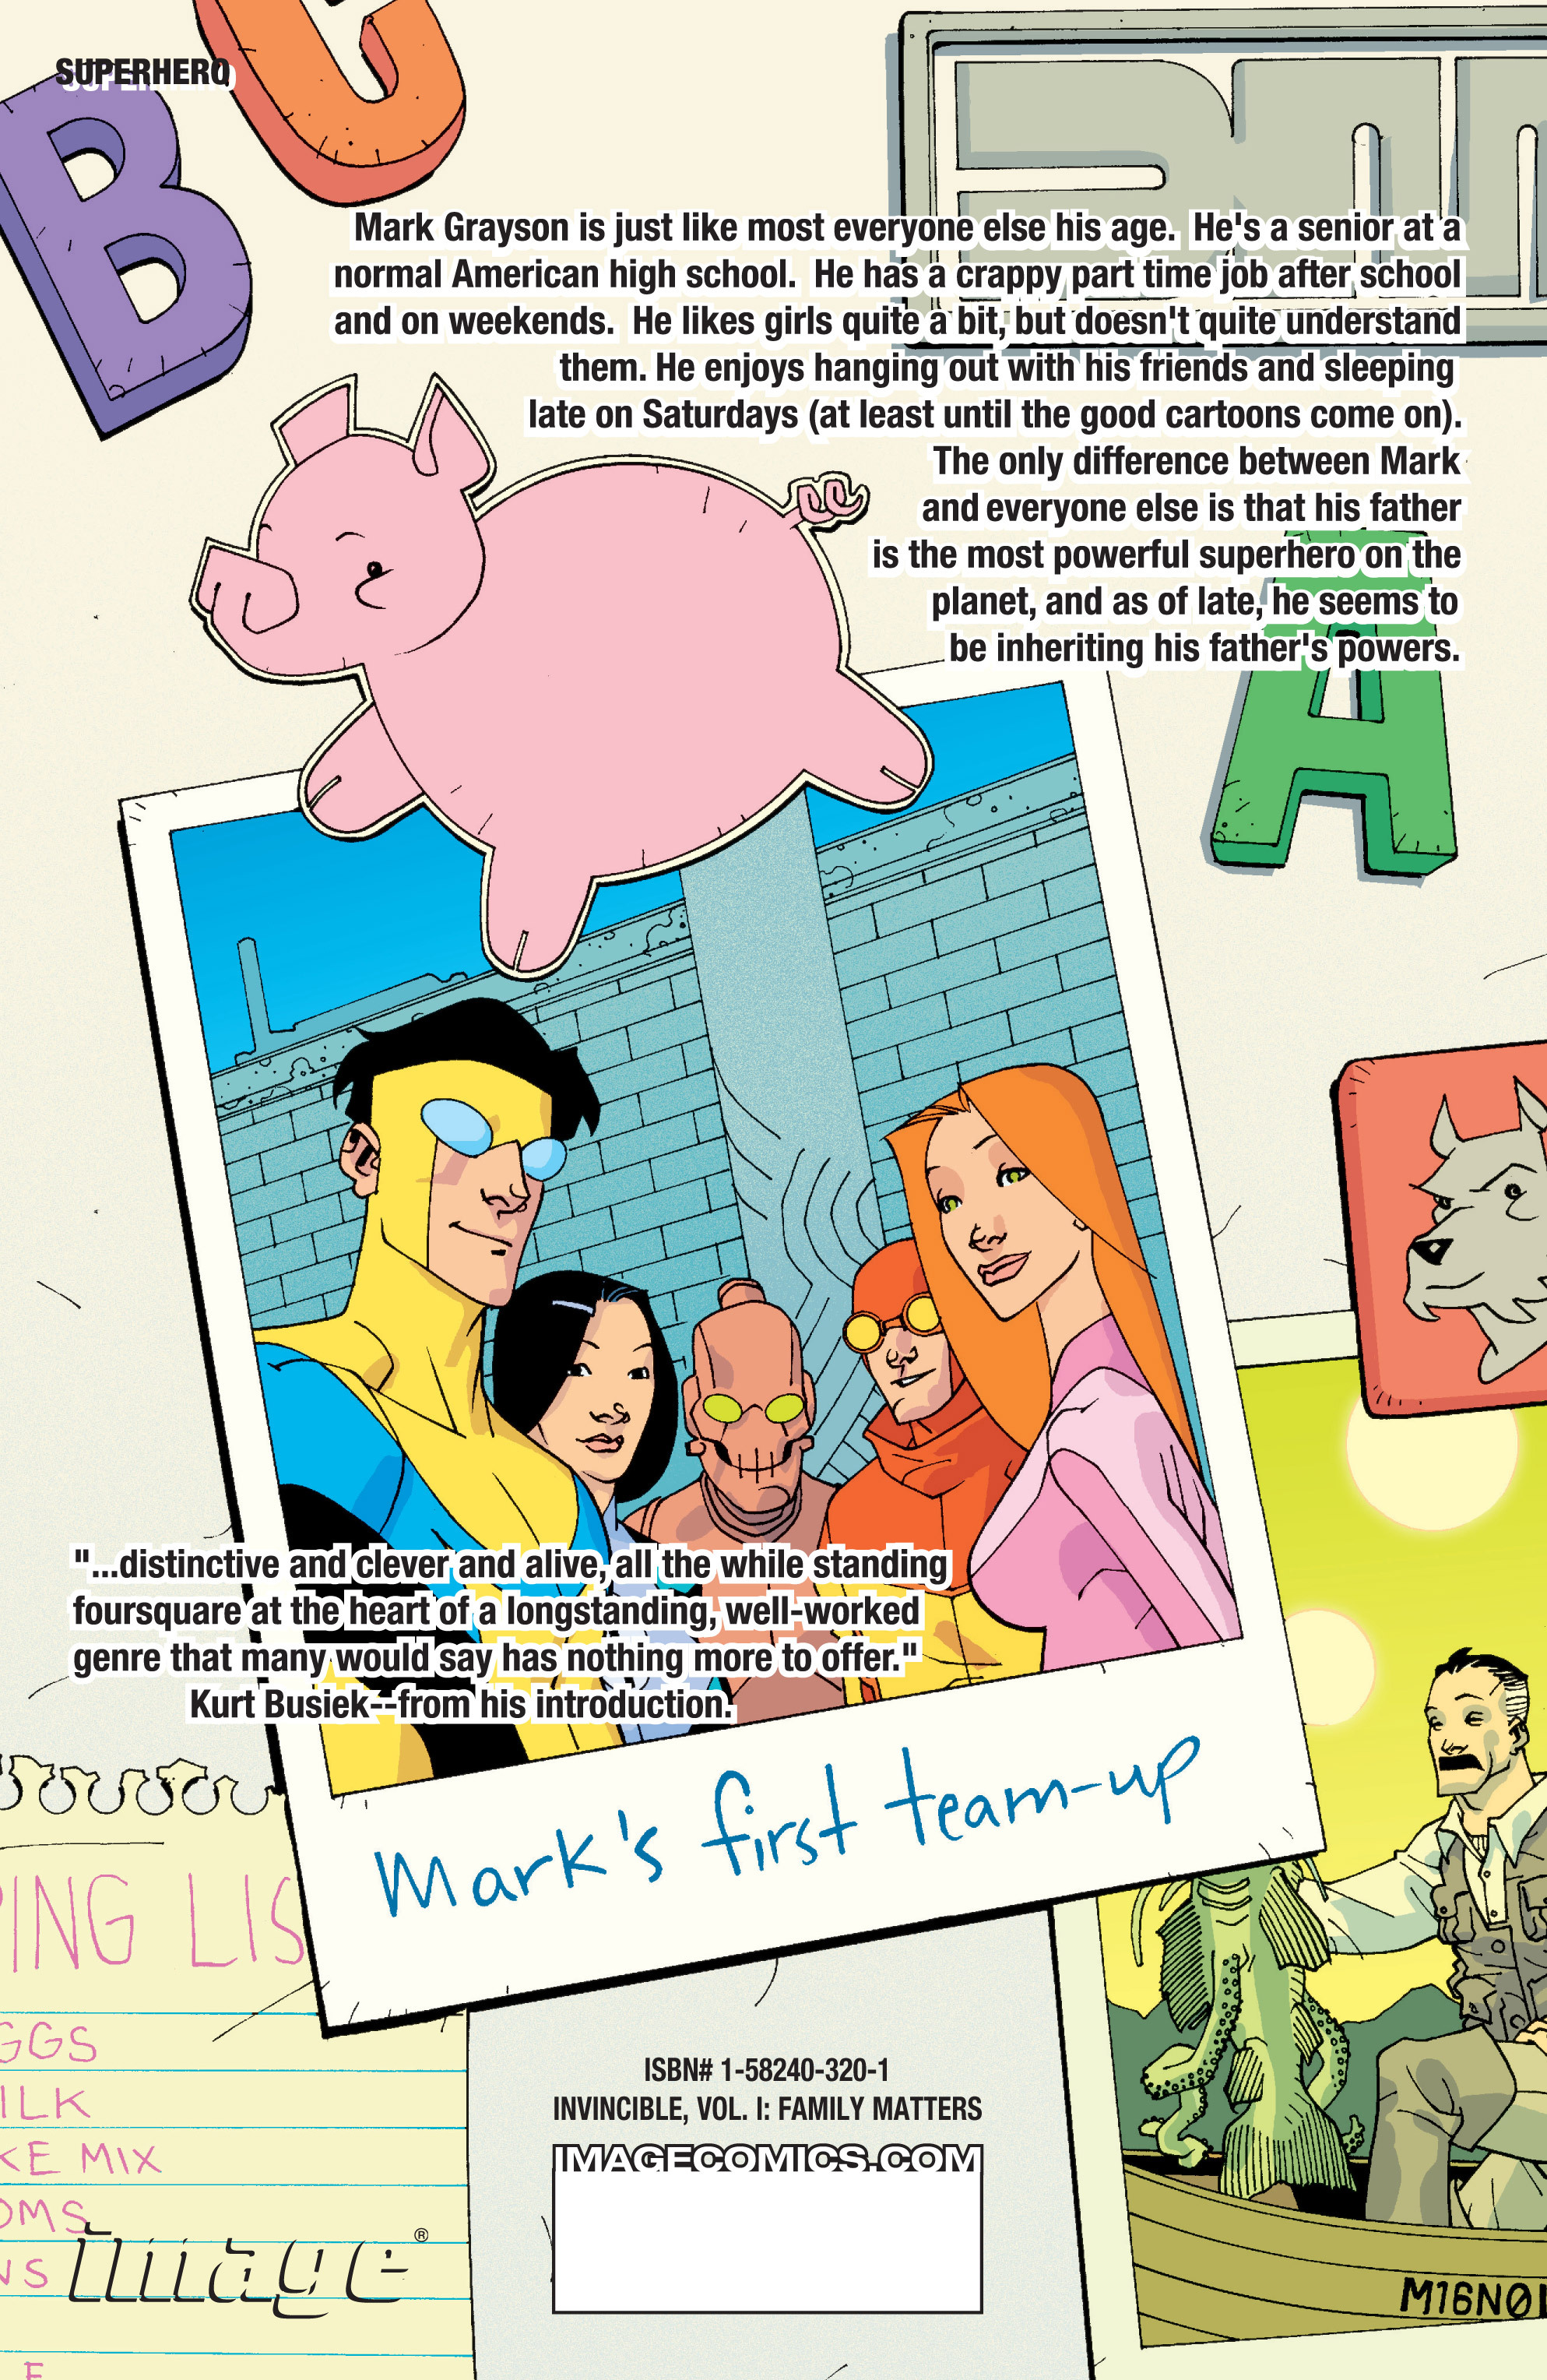 SUPERHERO
B
C
Mark Grayson is just like most everyone else his age. He's a senior at a
normal American high school. He has a crappy part time job after school
and on weekends. He likes girls quite a bit, but doesn't quite understand
them. He enjoys hanging out with his friends and sleeping
late on Saturdays (at least until the good cartoons come on).
The only difference between Mark
and everyone else is that his father
is the most powerful superhero on the
planet, and as of late, he seems to
be inheriting his father's powers.
A
"...distinctive and clever and alive, all the while standing
foursquare at the heart of a longstanding, well-worked
genre that many would say has nothing more to offer."
Kurt Busiek--from his introduction.
Mark's first team-up
PING LIS
GGS
ILK
KE MIX
OMS
NS
E
image®
ISBN# 1-58240-320-1
INVINCIBLE, VOL. I: FAMILY MATTERS
IMAGECOMICS.COM
M16N0